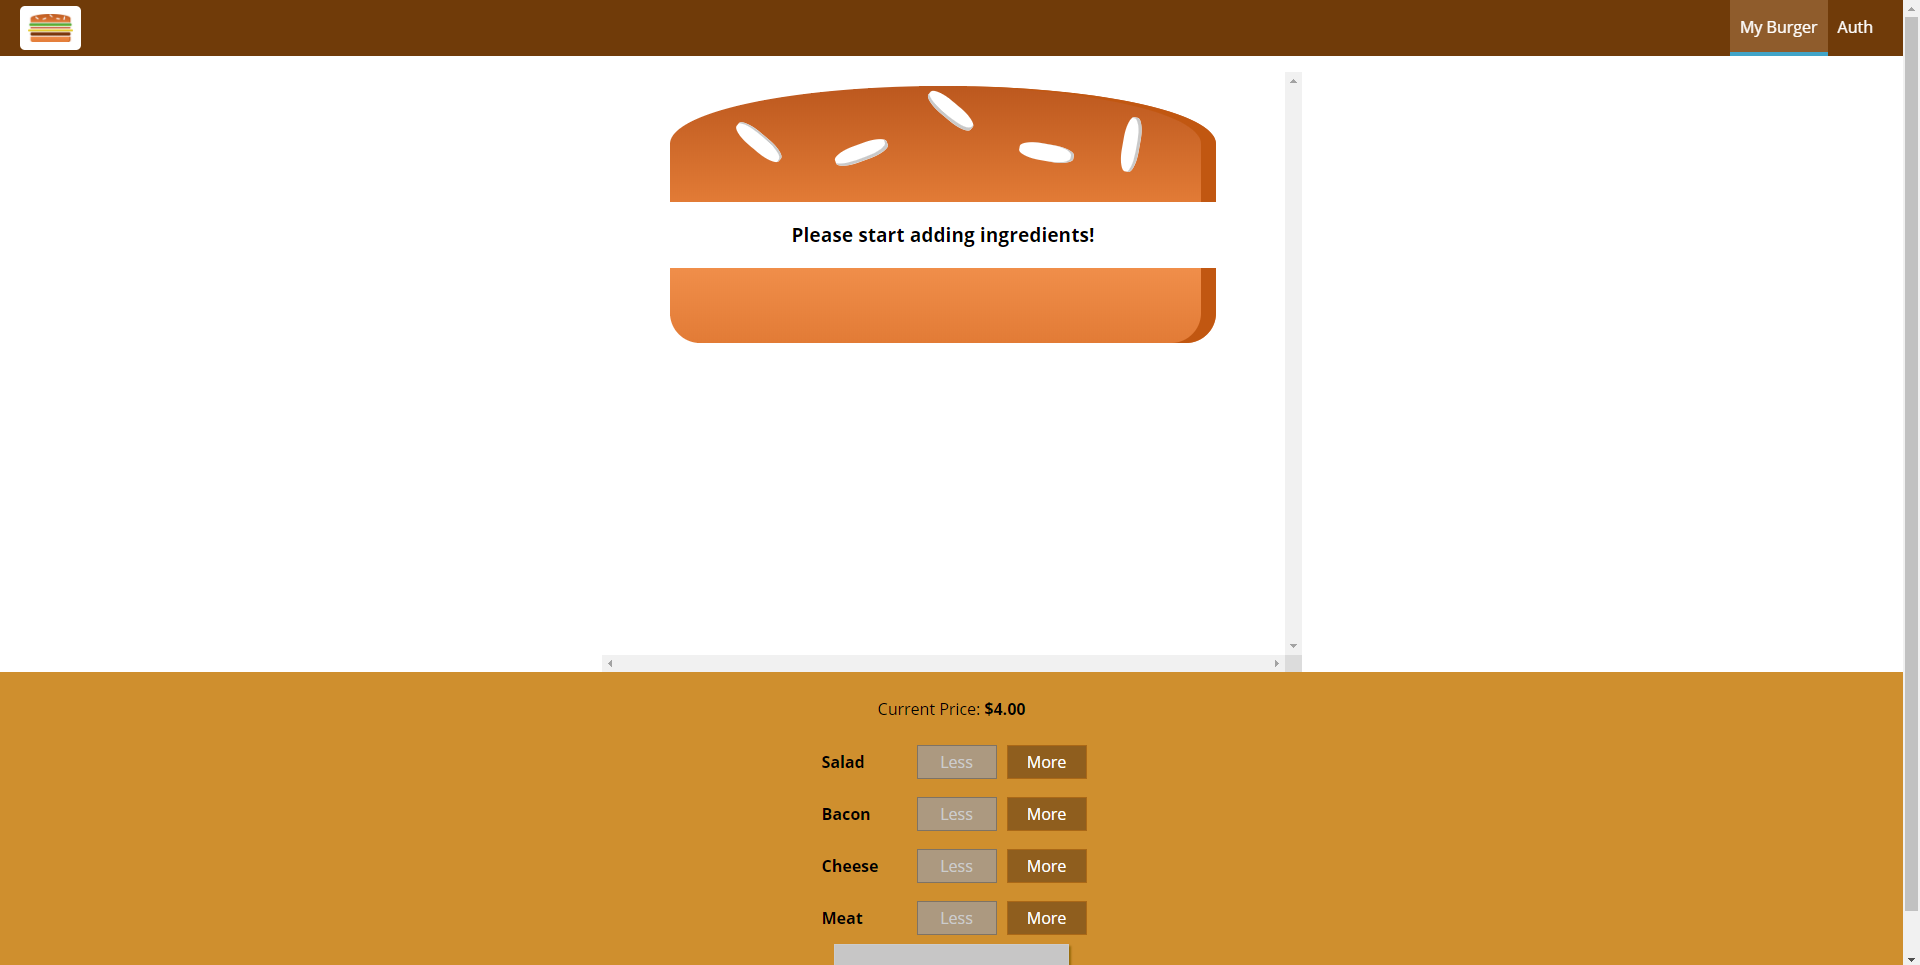 My Burger Auth
Please start adding ingredients!
Current Price: $4.00
Salad Less More
Bacon Less More
Cheese Less More
Meat Less More